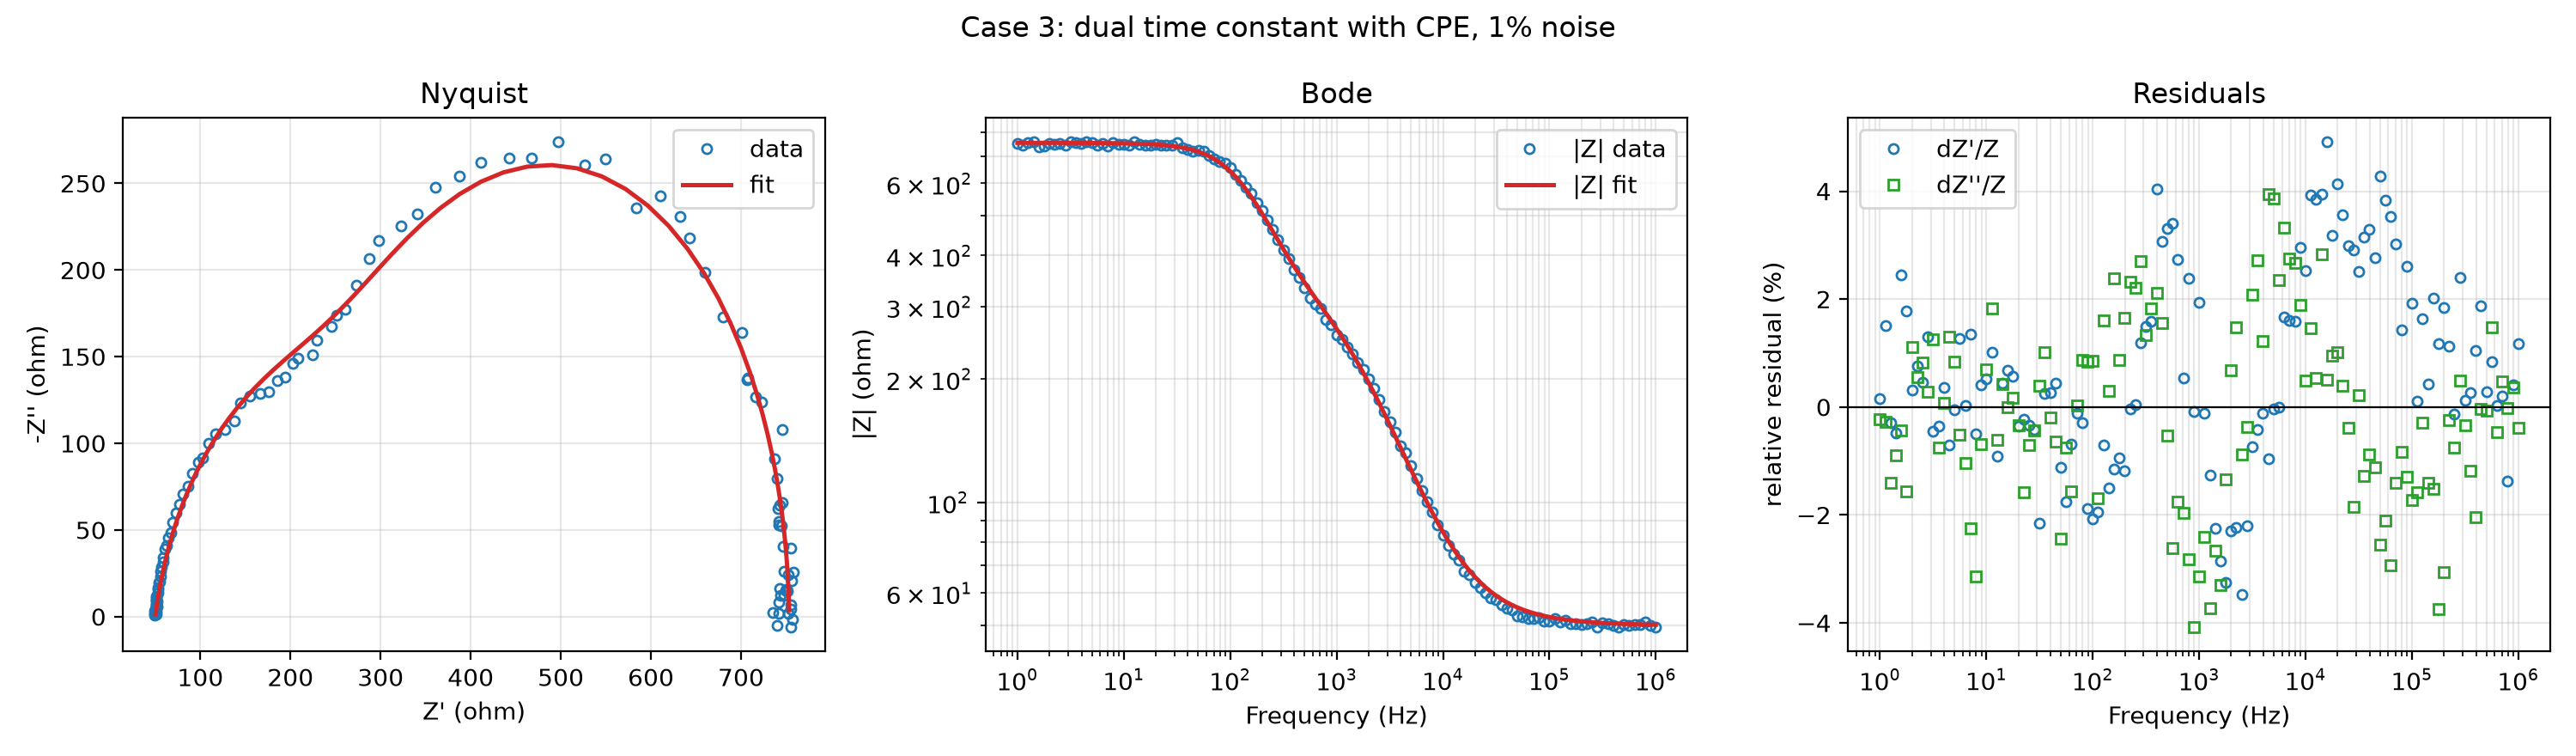 Case 3: dual time constant with CPE, 1% noise
Nyquist
-Z'' (ohm)
250
200
150
100
50
0
100 200 300 400 500 600 700
Z' (ohm)
data
fit
Bode
|Z| (ohm)
6 × 10²
4 × 10²
3 × 10²
2 × 10²
10²
6 × 10¹
10⁰ 10¹ 10² 10³ 10⁴ 10⁵ 10⁶
Frequency (Hz)
|Z| data
|Z| fit
Residuals
relative residual (%)
4
2
0
−2
−4
10⁰ 10¹ 10² 10³ 10⁴ 10⁵ 10⁶
Frequency (Hz)
dZ'/Z
dZ''/Z